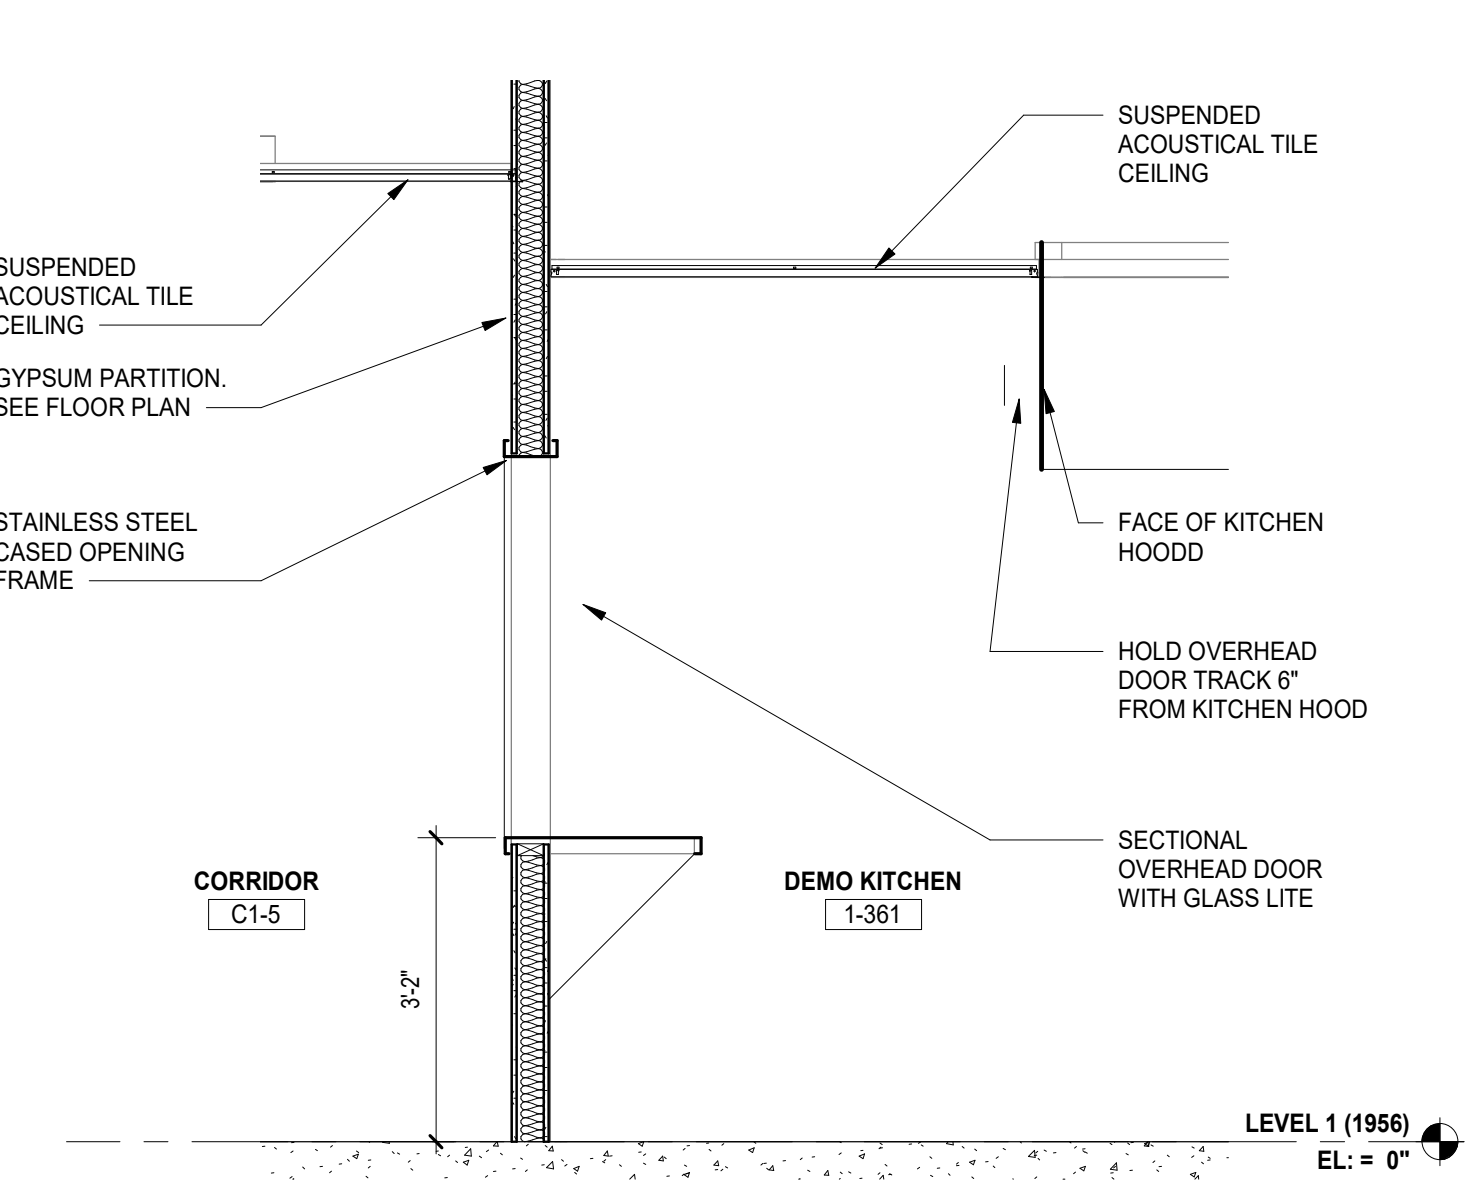 SUSPENDED
ACOUSTICAL TILE
CEILING
SUSPENDED
ACOUSTICAL TILE
CEILING
GYPSUM PARTITION.
SEE FLOOR PLAN
STAINLESS STEEL
CASED OPENING
FRAME
FACE OF KITCHEN
HOODD
HOLD OVERHEAD
DOOR TRACK 6"
FROM KITCHEN HOOD
SECTIONAL
OVERHEAD DOOR
WITH GLASS LITE
CORRIDOR
C1-5
DEMO KITCHEN
1-361
3'-2"
LEVEL 1 (1956)
EL: = 0"